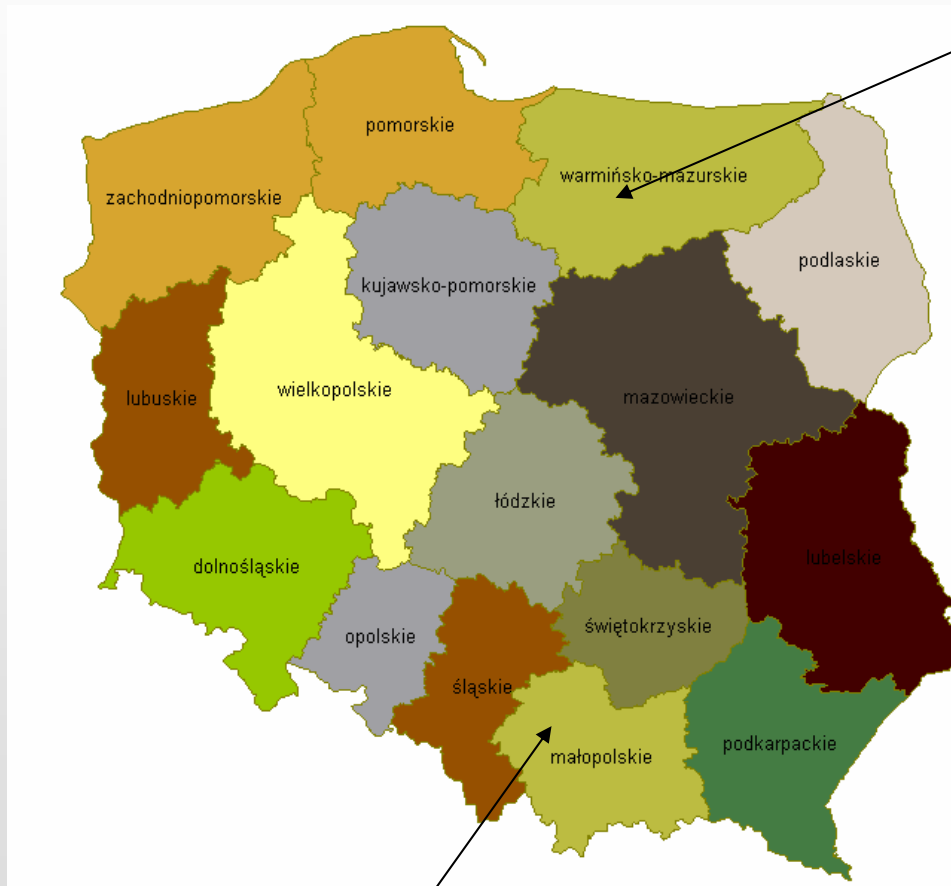 pomorskie
warmińsko-mazurskie
zachodniopomorskie
podlaskie
kujawsko-pomorskie
wielkopolskie
lubuskie
mazowieckie
łódzkie
lubelskie
dolnośląskie
świętokrzyskie
opolskie
śląskie
podkarpackie
małopolskie